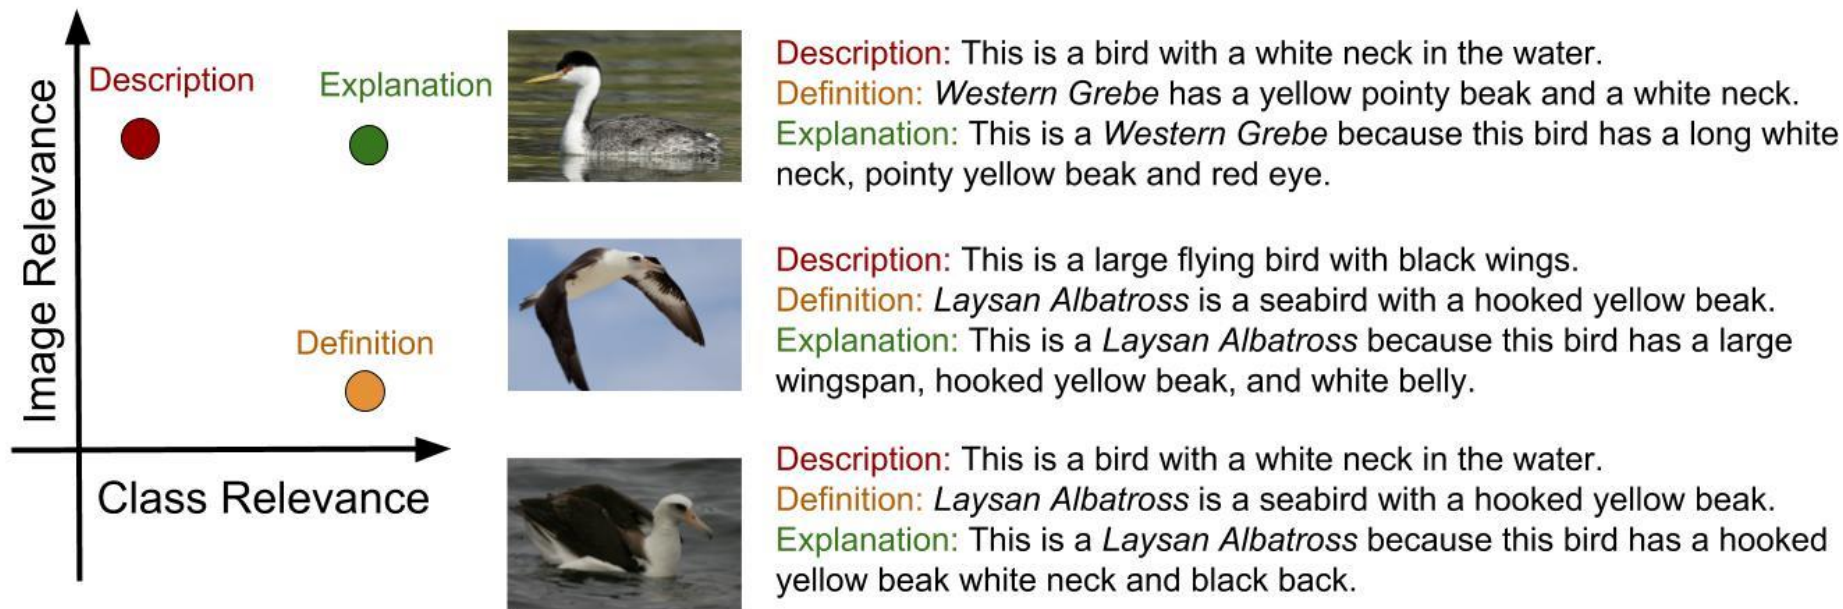 Image Relevance
Description
Explanation
Definition
Class Relevance
Description: This is a bird with a white neck in the water.
Definition: Western Grebe has a yellow pointy beak and a white neck.
Explanation: This is a Western Grebe because this bird has a long white
neck, pointy yellow beak and red eye.
Description: This is a large flying bird with black wings.
Definition: Laysan Albatross is a seabird with a hooked yellow beak.
Explanation: This is a Laysan Albatross because this bird has a large
wingspan, hooked yellow beak, and white belly.
Description: This is a bird with a white neck in the water.
Definition: Laysan Albatross is a seabird with a hooked yellow beak.
Explanation: This is a Laysan Albatross because this bird has a hooked
yellow beak white neck and black back.